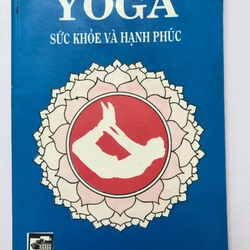 YOGA
SỨC KHỎE VÀ HẠNH PHÚC